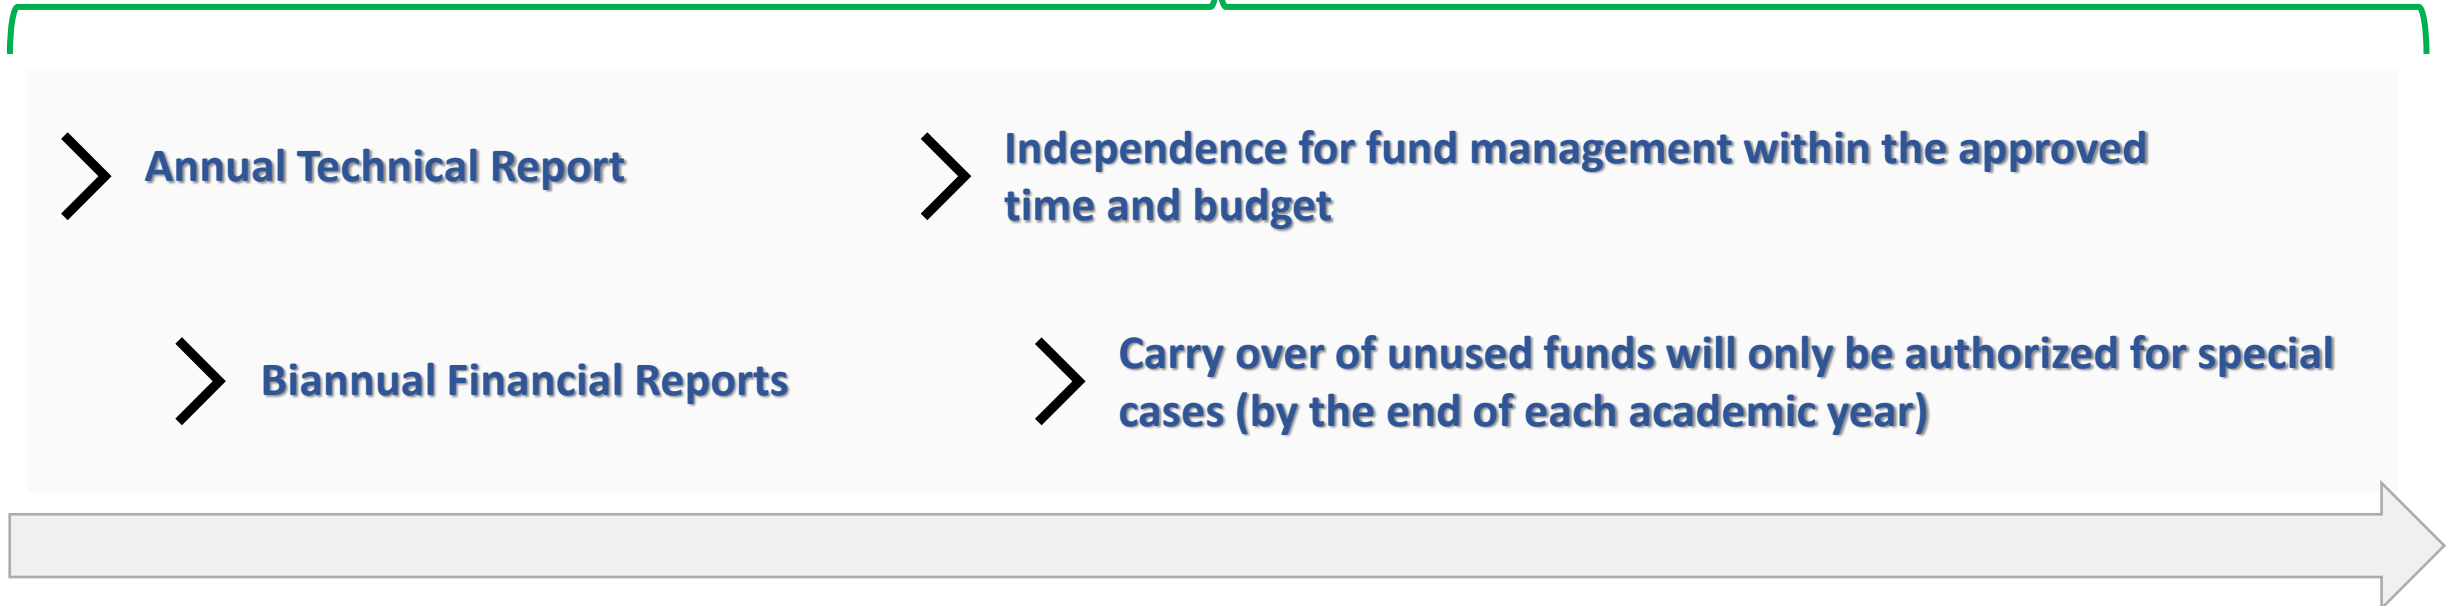 Annual Technical Report
Independence for fund management within the approved
time and budget
Biannual Financial Reports
Carry over of unused funds will only be authorized for special
cases (by the end of each academic year)